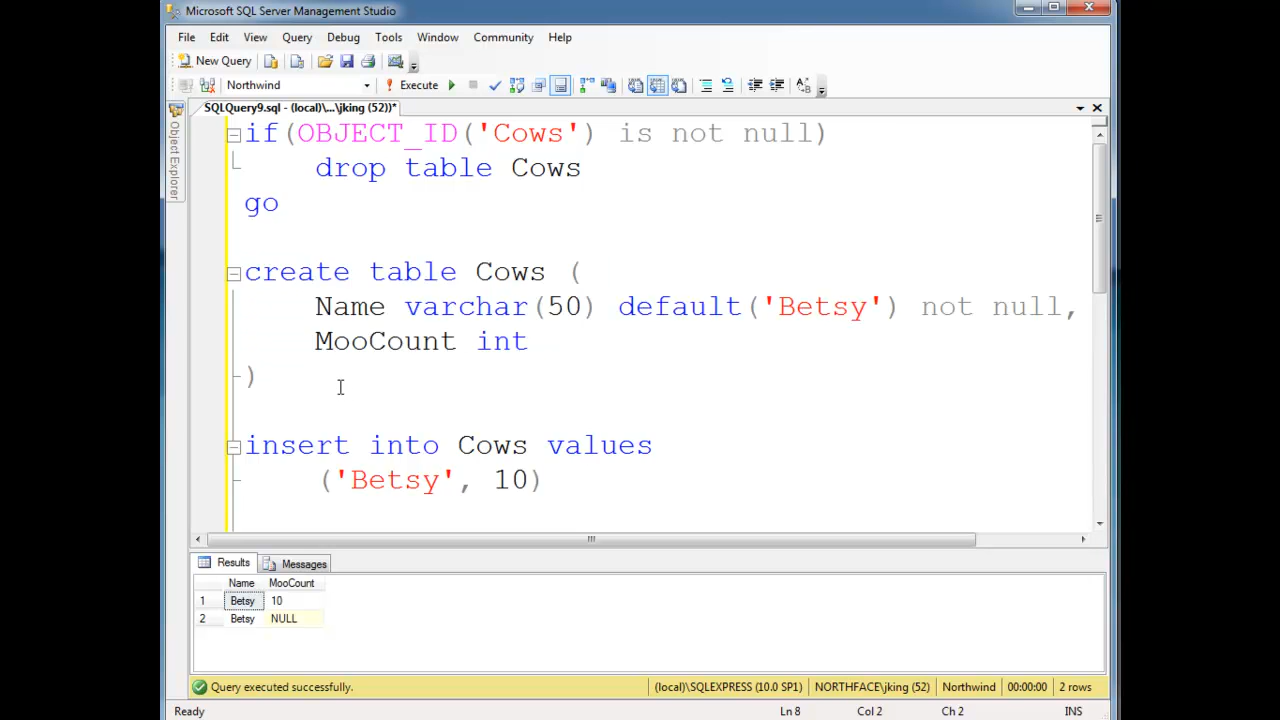 Microsoft SQL Server Management Studio
File Edit View Query Debug Tools Window Community Help
New Query
Northwind Execute
SQLQuery9.sql - (local)\...\jking (52))*
Object Explorer
if(OBJECT_ID('Cows') is not null)
drop table Cows
go
create table Cows (
Name varchar(50) default('Betsy') not null,
MooCount int
)
insert into Cows values
('Betsy', 10)
Results Messages
Name MooCount
1 Betsy 10
2 Betsy NULL
Query executed successfully. (local)\SQLEXPRESS (10.0 SP1) NORTHFACE\jking (52) Northwind 00:00:00 2 rows
Ready Ln 8 Col 2 Ch 2 INS